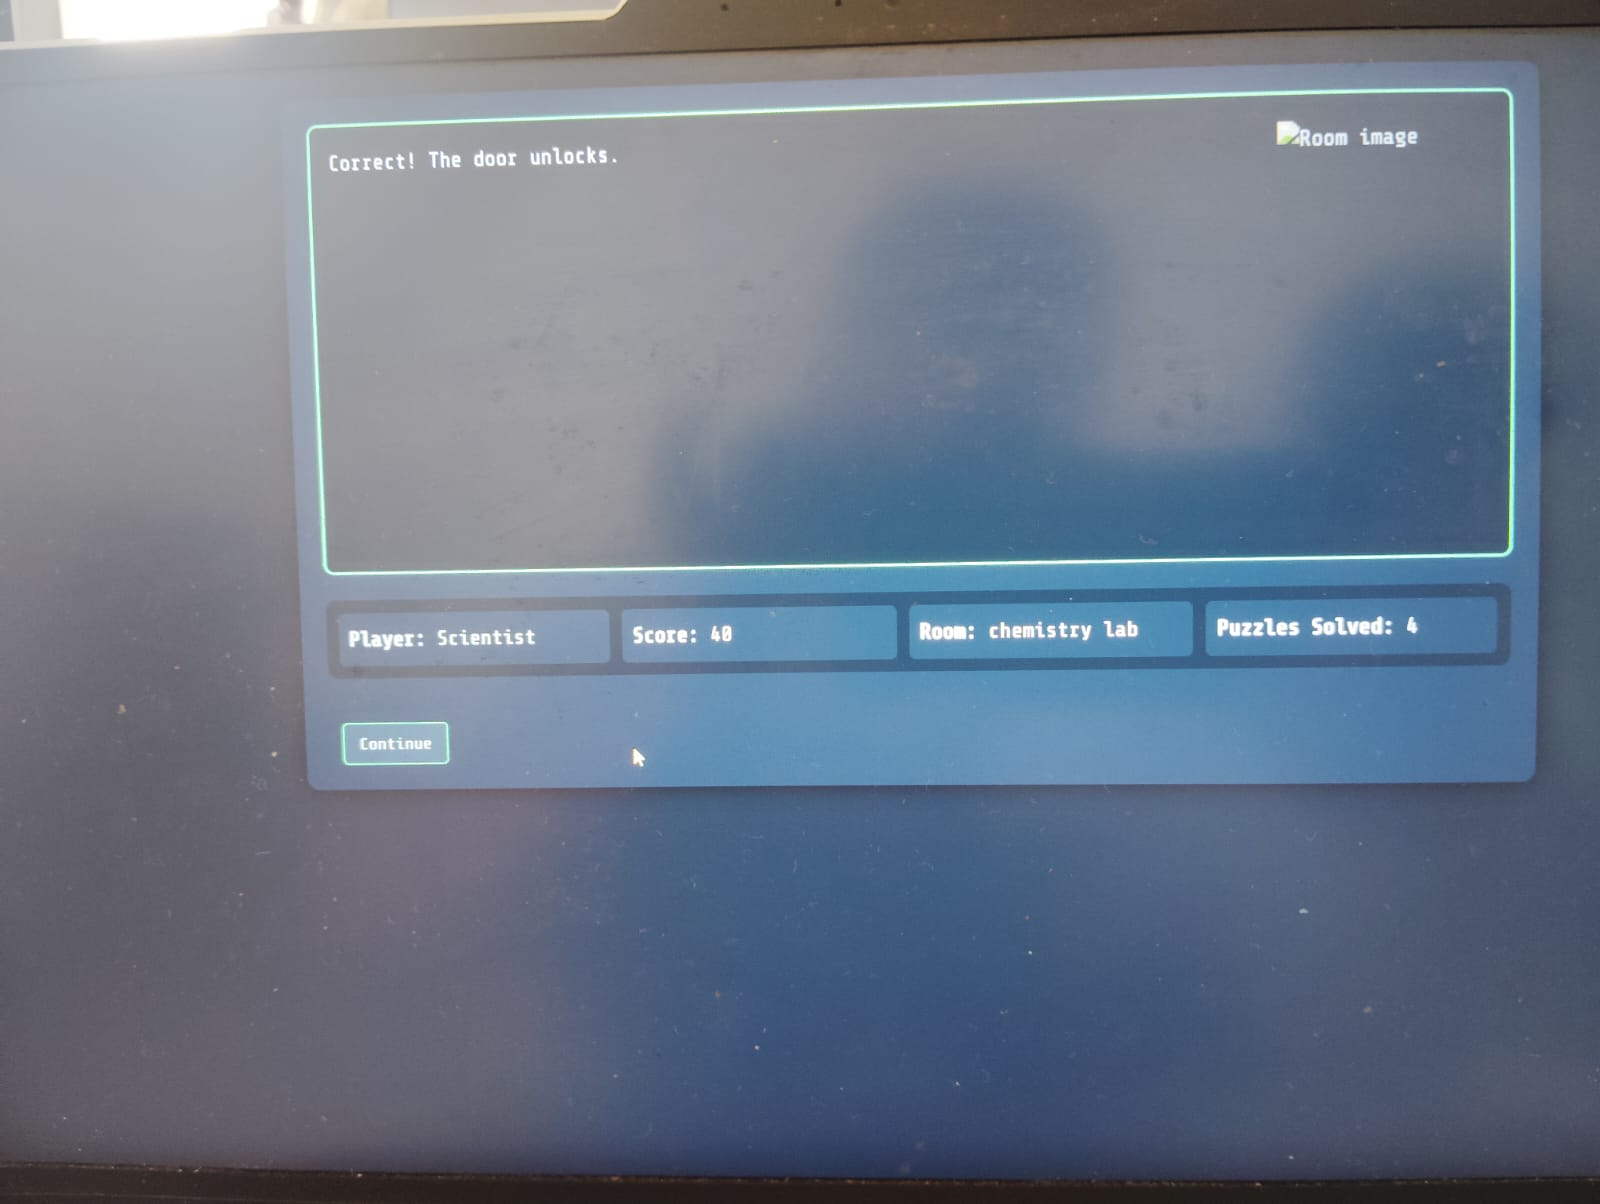 Correct! The door unlocks.
Room image
Player: Scientist
Score: 40
Room: chemistry lab
Puzzles Solved: 4
Continue